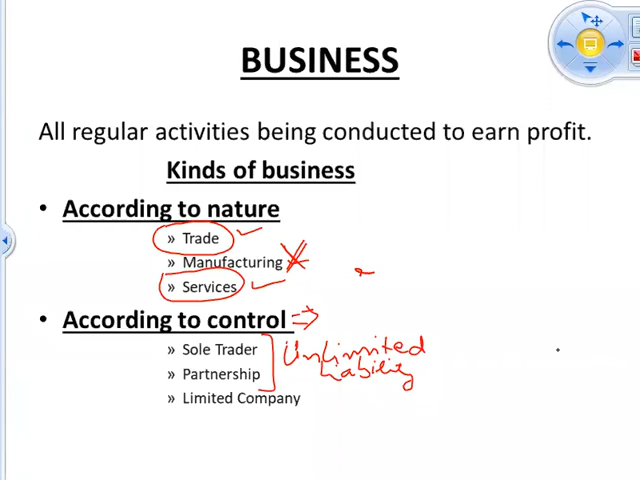 BUSINESS
All regular activities being conducted to earn profit.
Kinds of business
• According to nature
» Trade
» Manufacturing
» Services
• According to control
» Sole Trader
» Partnership
» Limited Company
Unlimited
Liability